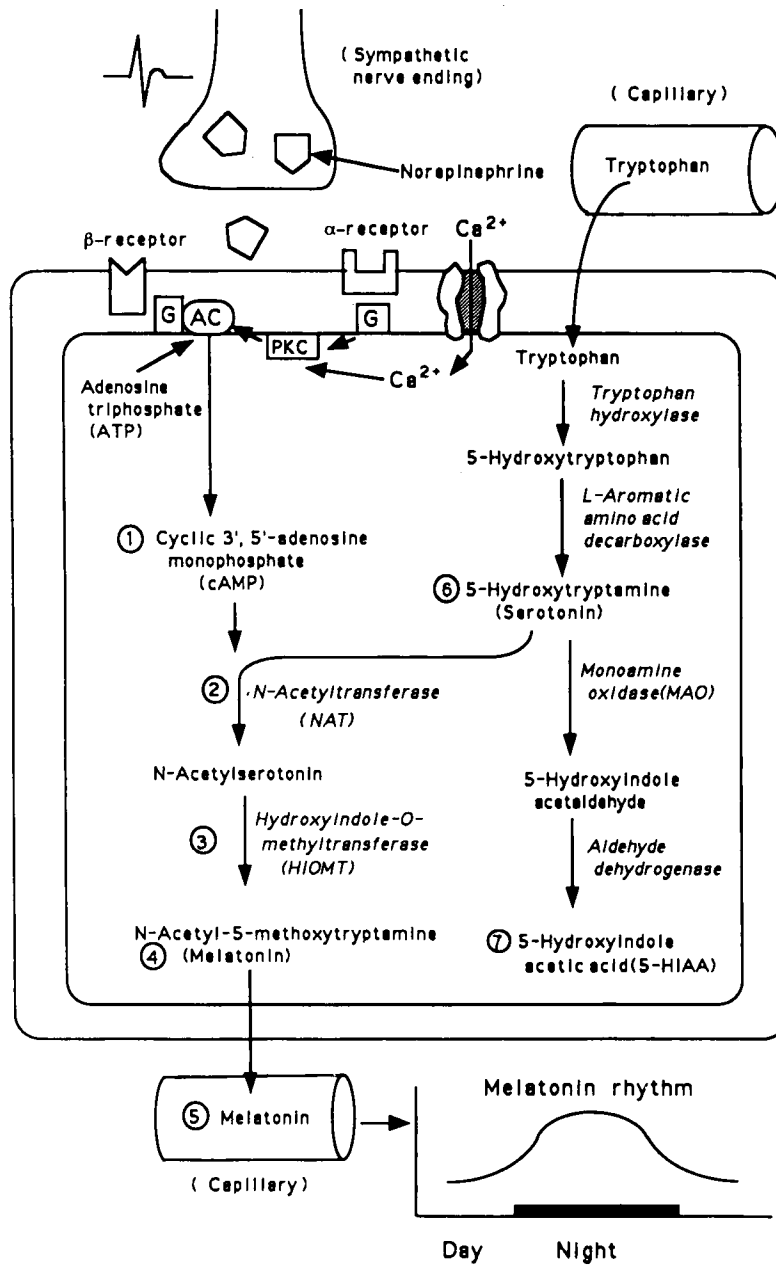 ( Sympathetic
nerve ending)
( Capillary)
Tryptophan
Norepinephrine
β-receptor
α-receptor
Ca2+
G
AC
G
PKC
Ca2+
Adenosine
triphosphate
(ATP)
Tryptophan
Tryptophan
hydroxylase
5-Hydroxytryptophan
L-Aromatic
amino acid
decarboxylase
① Cyclic 3', 5'-adenosine
monophosphate
(cAMP)
⑥ 5-Hydroxytryptamine
(Serotonin)
② N-Acetyltransferase
(NAT)
Monoamine
oxidase(MAO)
N-Acetylserotonin
5-Hydroxyindole
acetaldehyde
③ Hydroxyindole-O-
methyltransferase
(HIOMT)
Aldehyde
dehydrogenase
N-Acetyl-5-methoxytryptamine
④ (Melatonin)
⑦ 5-Hydroxyindole
acetic acid(5-HIAA)
⑤ Melatonin
( Capillary)
Melatonin rhythm
Day Night